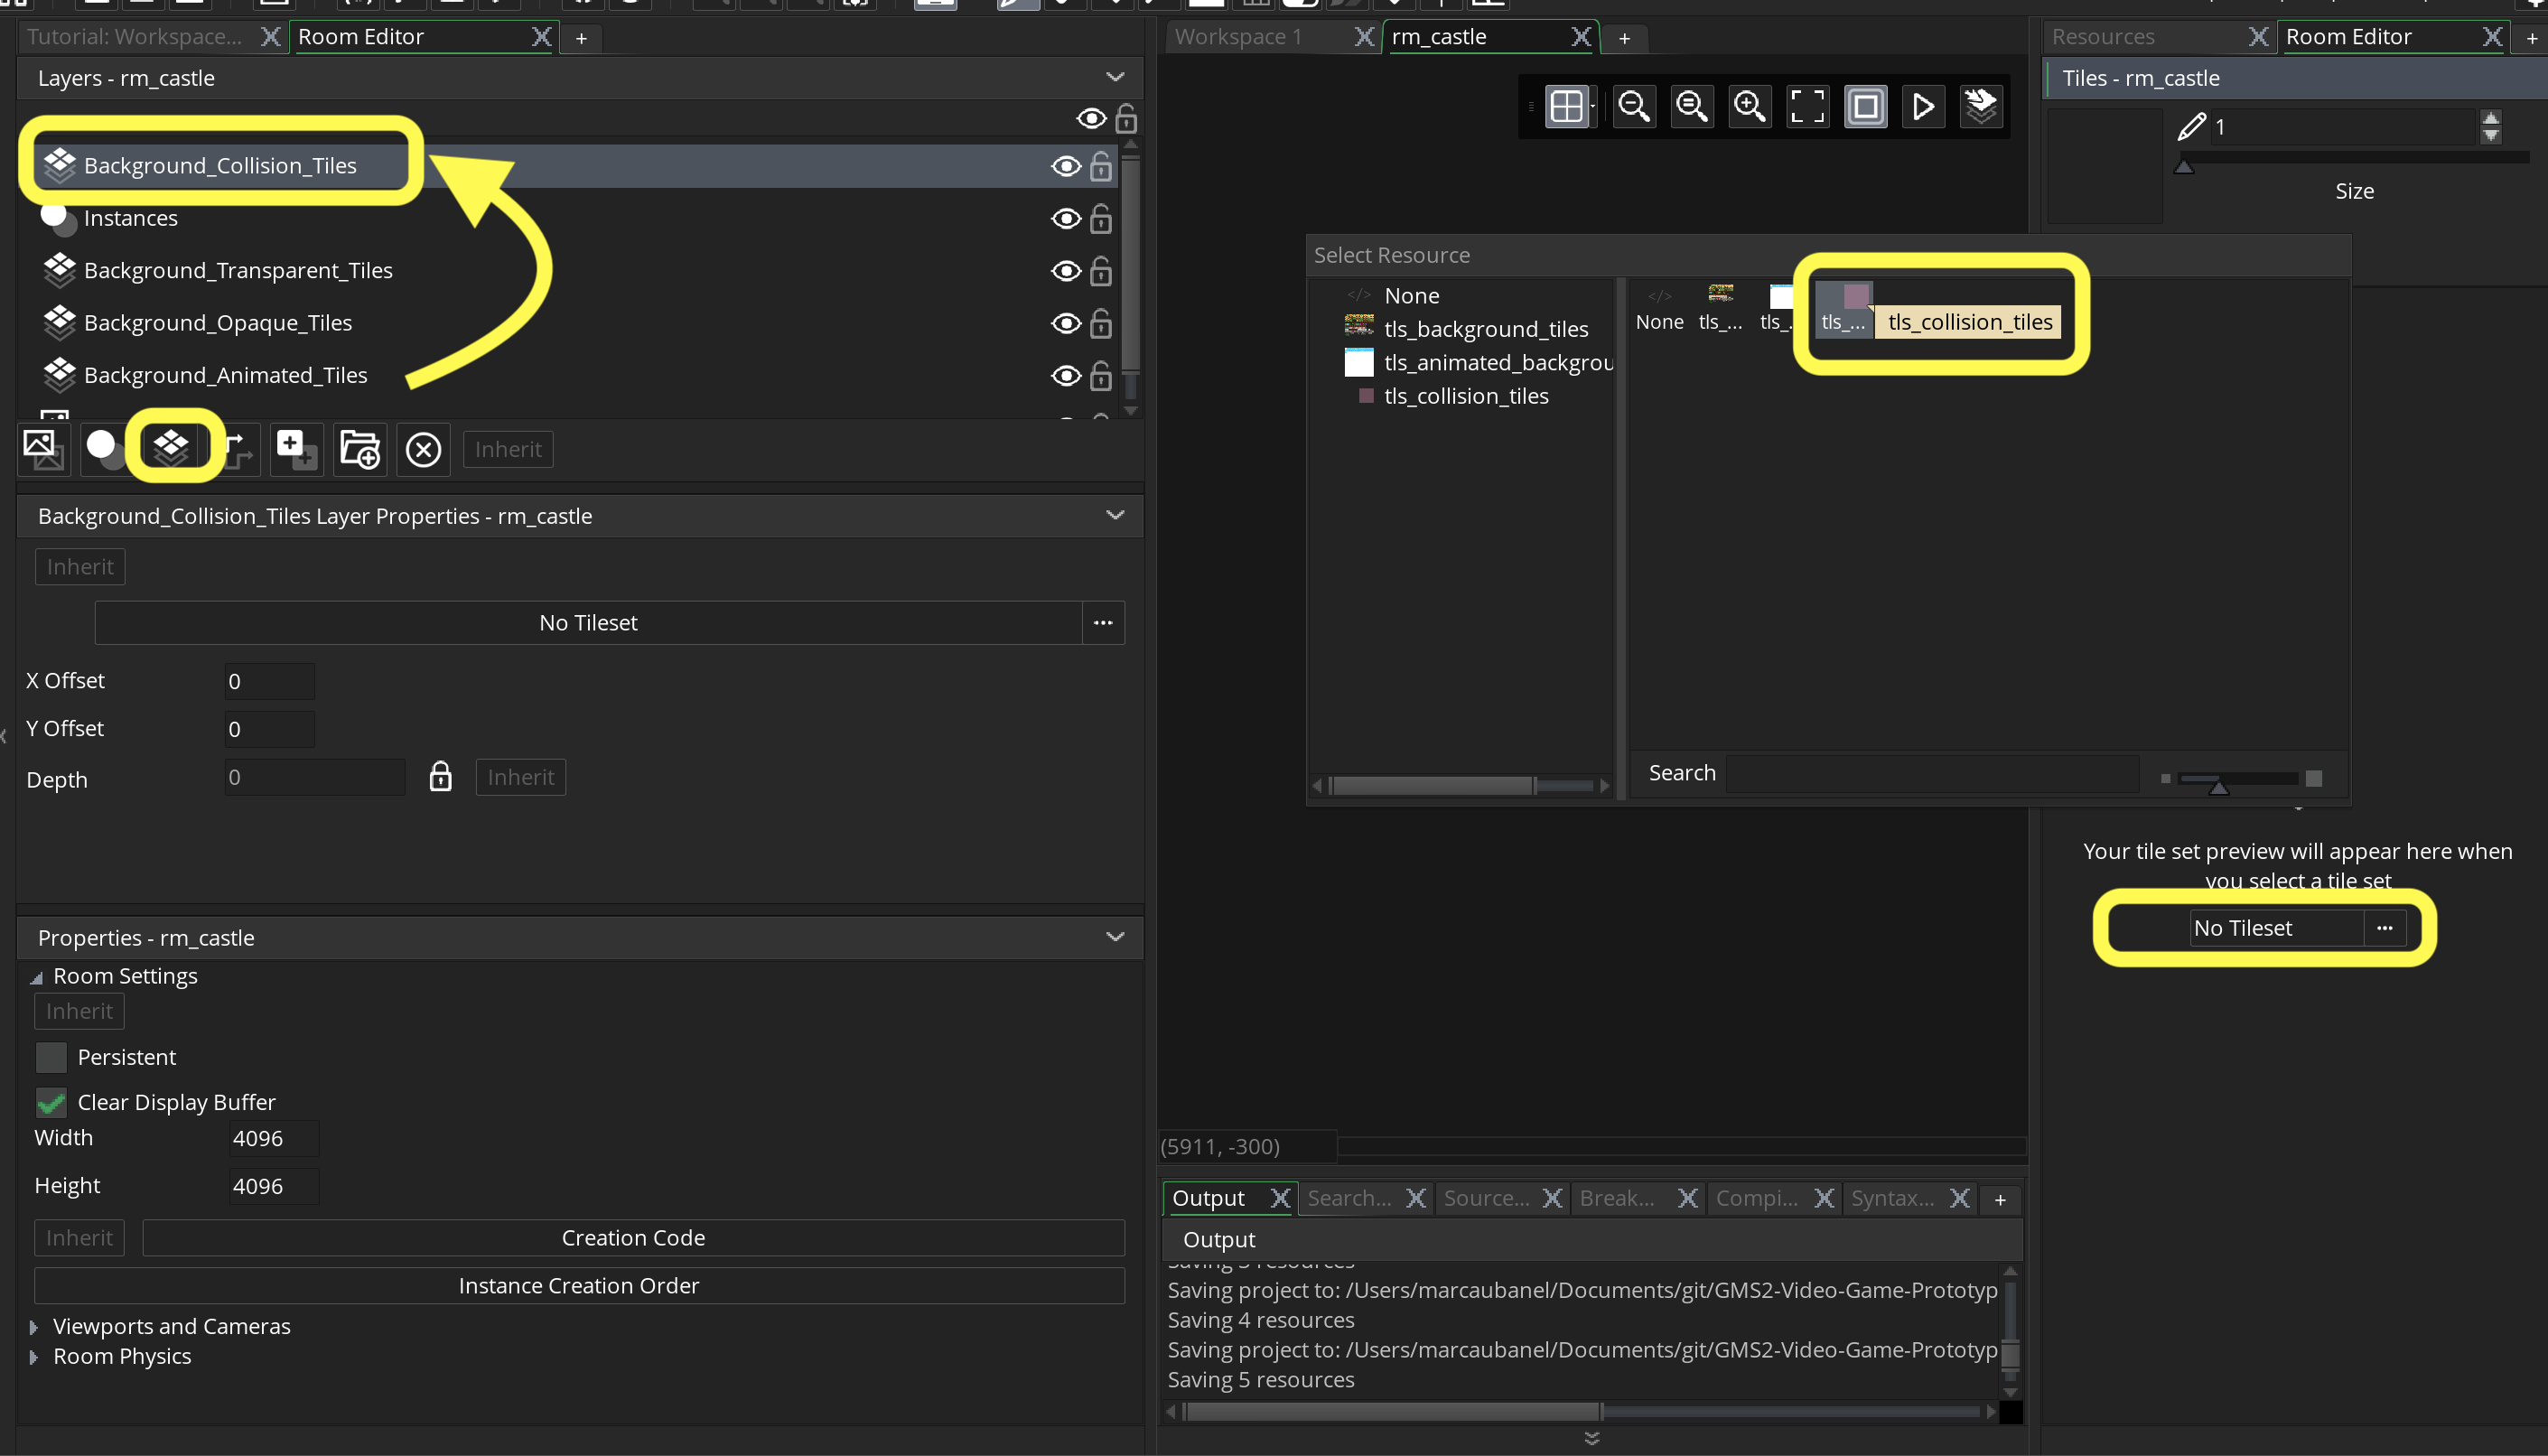 Tutorial: Workspace...
Room Editor
Workspace 1
rm_castle
Resources
Room Editor
Layers - rm_castle
Background_Collision_Tiles
Instances
Background_Transparent_Tiles
Background_Opaque_Tiles
Background_Animated_Tiles
Inherit
Background_Collision_Tiles Layer Properties - rm_castle
Inherit
No Tileset
...
X Offset 0
Y Offset 0
Depth 0 Inherit
Properties - rm_castle
Room Settings
Inherit
Persistent
Clear Display Buffer
Width 4096
Height 4096
Inherit Creation Code
Instance Creation Order
Viewports and Cameras
Room Physics
Select Resource
None
tls_background_tiles
tls_animated_backgrou
tls_collision_tiles
None tls_... tls_. tls_... tls_collision_tiles
Search
(5911, -300)
Output Search... Source... Break... Compi... Syntax...
Output
Saving 5 resources
Saving project to: /Users/marcaubanel/Documents/git/GMS2-Video-Game-Prototyp
Saving 4 resources
Saving project to: /Users/marcaubanel/Documents/git/GMS2-Video-Game-Prototyp
Saving 5 resources
Tiles - rm_castle
1
Size
Your tile set preview will appear here when
you select a tile set
No Tileset ...